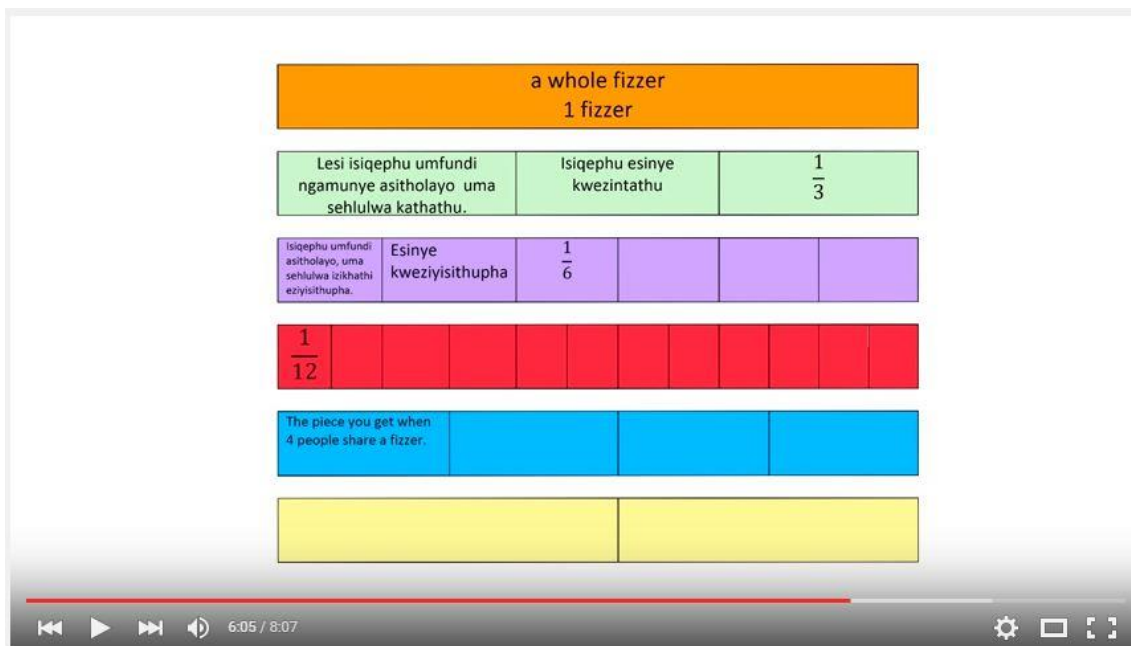 a whole fizzer
1 fizzer
Lesi isiqephu umfundi
ngamunye asitholayo uma
sehlulwa kathathu.
Isiqephu esinye
kwezintathu
1
3
Isiqephu umfundi
asitholayo, uma
sehlulwa izikhathi
eziyisithupha.
Esinye
kweziyisithupha
1
6
1
12
The piece you get when
4 people share a fizzer.
6:05 / 8:07